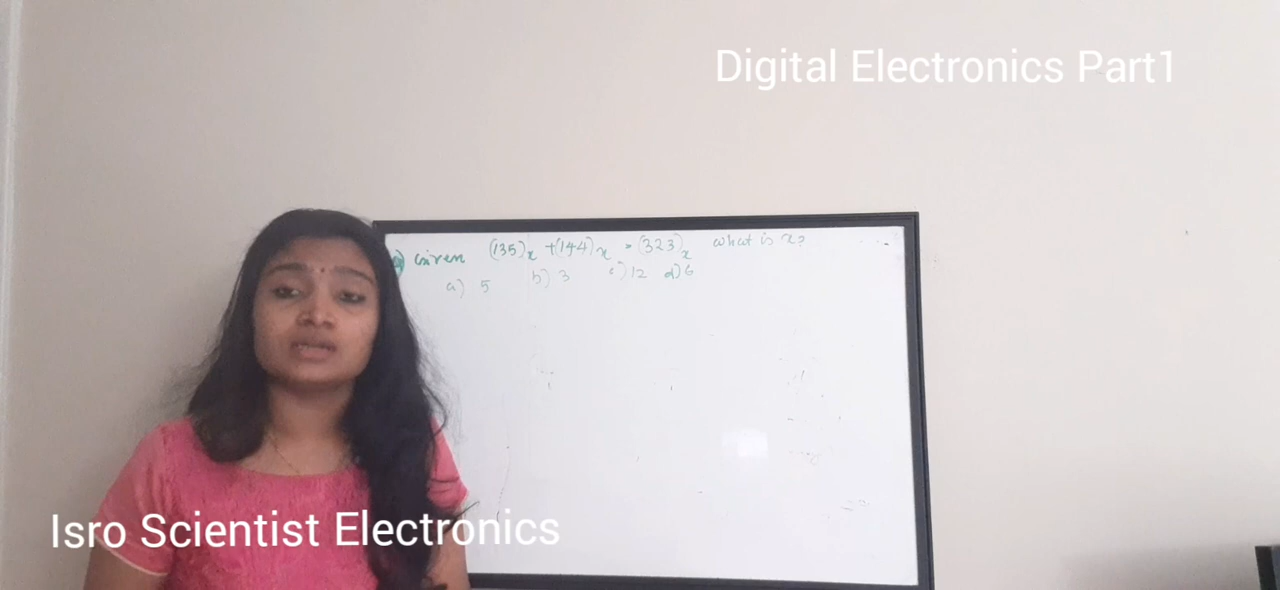 Digital Electronics Part1
Given (135)x + (144)x = (323)x what is x?
a) 5 b) 3 c) 12 d) 6
Isro Scientist Electronics